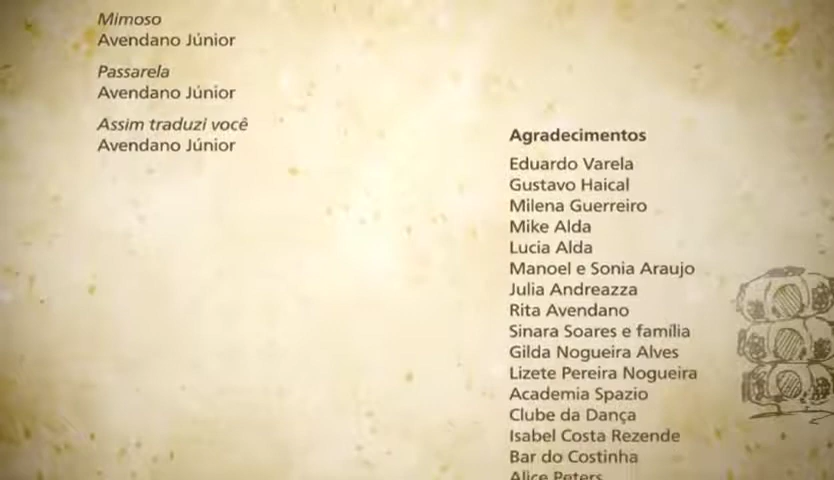 Mimoso
Avendano Júnior
Passarela
Avendano Júnior
Assim traduzi você
Avendano Júnior
Agradecimentos
Eduardo Varela
Gustavo Haical
Milena Guerreiro
Mike Alda
Lucia Alda
Manoel e Sonia Araujo
Julia Andreazza
Rita Avendano
Sinara Soares e família
Gilda Nogueira Alves
Lizete Pereira Nogueira
Academia Spazio
Clube da Dança
Isabel Costa Rezende
Bar do Costinha
Alice Peters